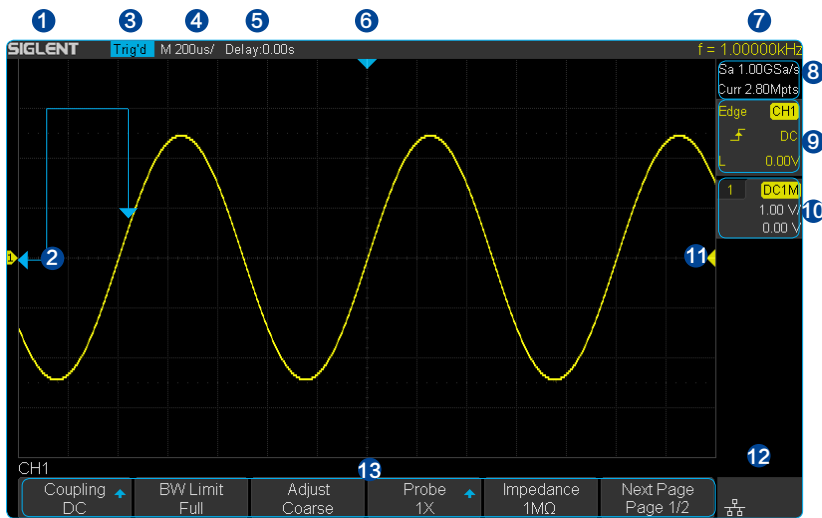 1 3 4 5 6 7
SIGLENT Trig'd M 200us/ Delay:0.00s f = 1.00000kHz
Sa 1.00GSa/s 8
Curr 2.80Mpts
Edge CH1
DC 9
L 0.00V
1 DC1M
1.00 V/ 10
0.00 V
1 2 11
12
CH1 13
Coupling BW Limit Adjust Probe Impedance Next Page
DC Full Coarse 1X 1MΩ Page 1/2